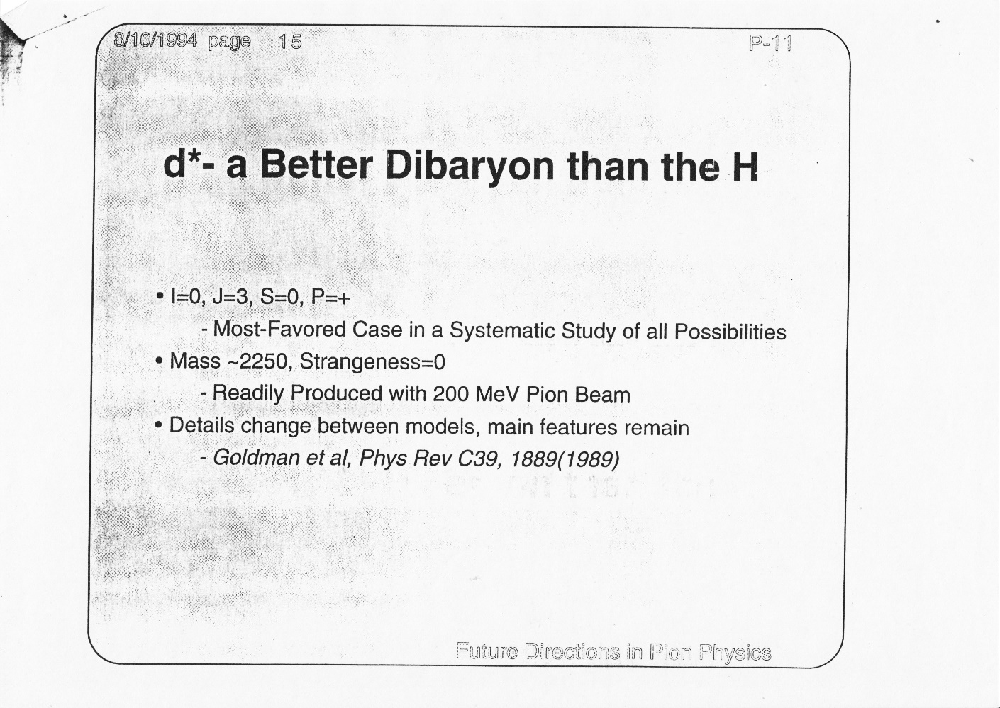 8/10/1994 page 15
P-11
d*- a Better Dibaryon than the H
• I=0, J=3, S=0, P=+
- Most-Favored Case in a Systematic Study of all Possibilities
• Mass ~2250, Strangeness=0
- Readily Produced with 200 MeV Pion Beam
• Details change between models, main features remain
- Goldman et al, Phys Rev C39, 1889(1989)
Future Directions in Pion Physics